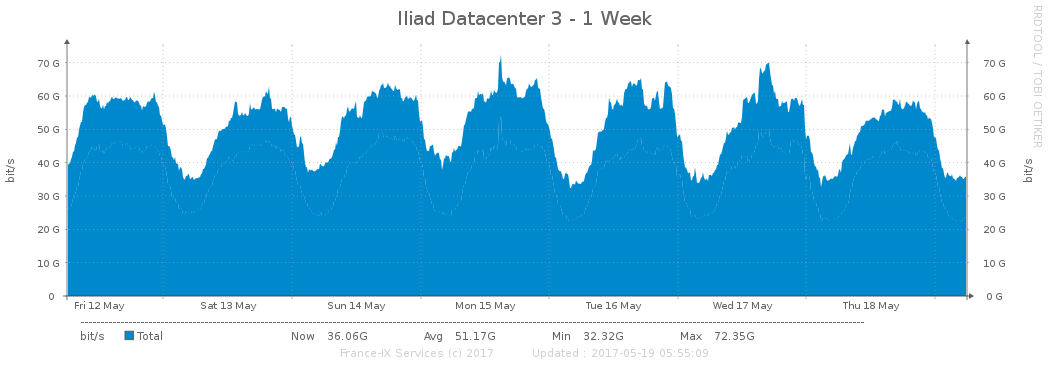 Iliad Datacenter 3 - 1 Week
RRDTOOL / TOBI OETIKER
70 G 70 G
60 G 60 G
50 G 50 G
40 G 40 G
30 G 30 G
20 G 20 G
10 G 10 G
0 0 G
bit/s
bit/s
Fri 12 May Sat 13 May Sun 14 May Mon 15 May Tue 16 May Wed 17 May Thu 18 May
bit/s Total Now 36.06G Avg 51.17G Min 32.32G Max 72.35G
France-IX Services (c) 2017 Updated : 2017-05-19 05:55:09